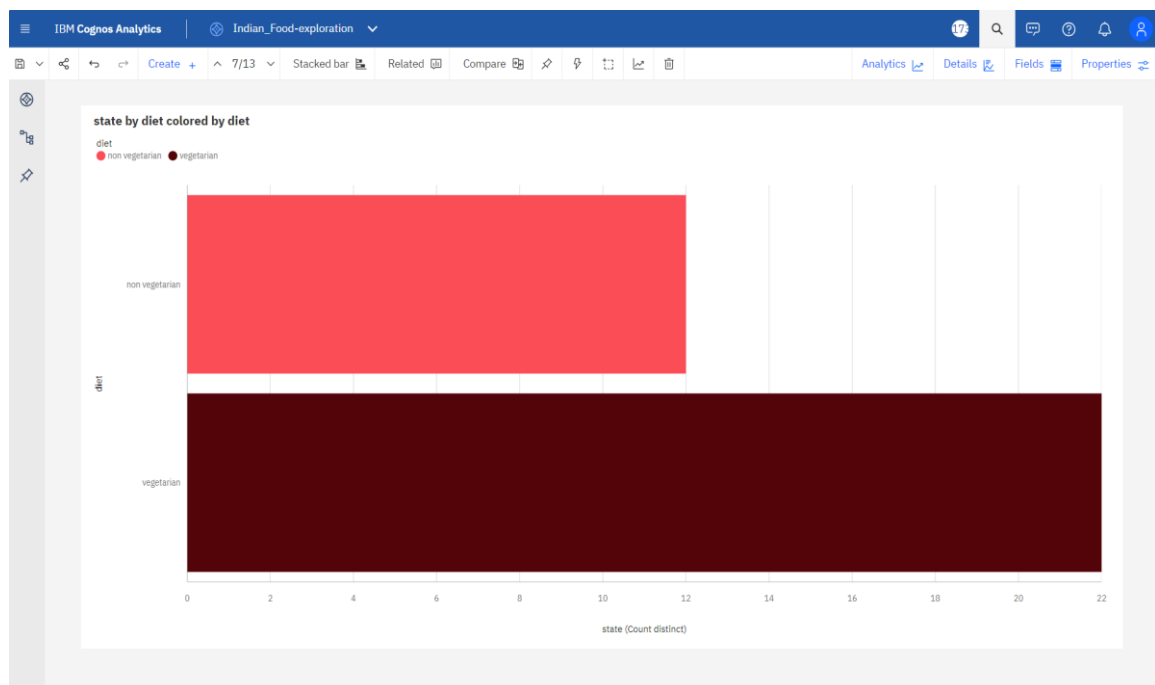 IBM Cognos Analytics Indian_Food-exploration
Create + 7/13 Stacked bar Related Compare Analytics Details Fields Properties
state by diet colored by diet
diet
non vegetarian vegetarian
non vegetarian
diet
vegetarian
0 2 4 6 8 10 12 14 16 18 20 22
state (Count distinct)